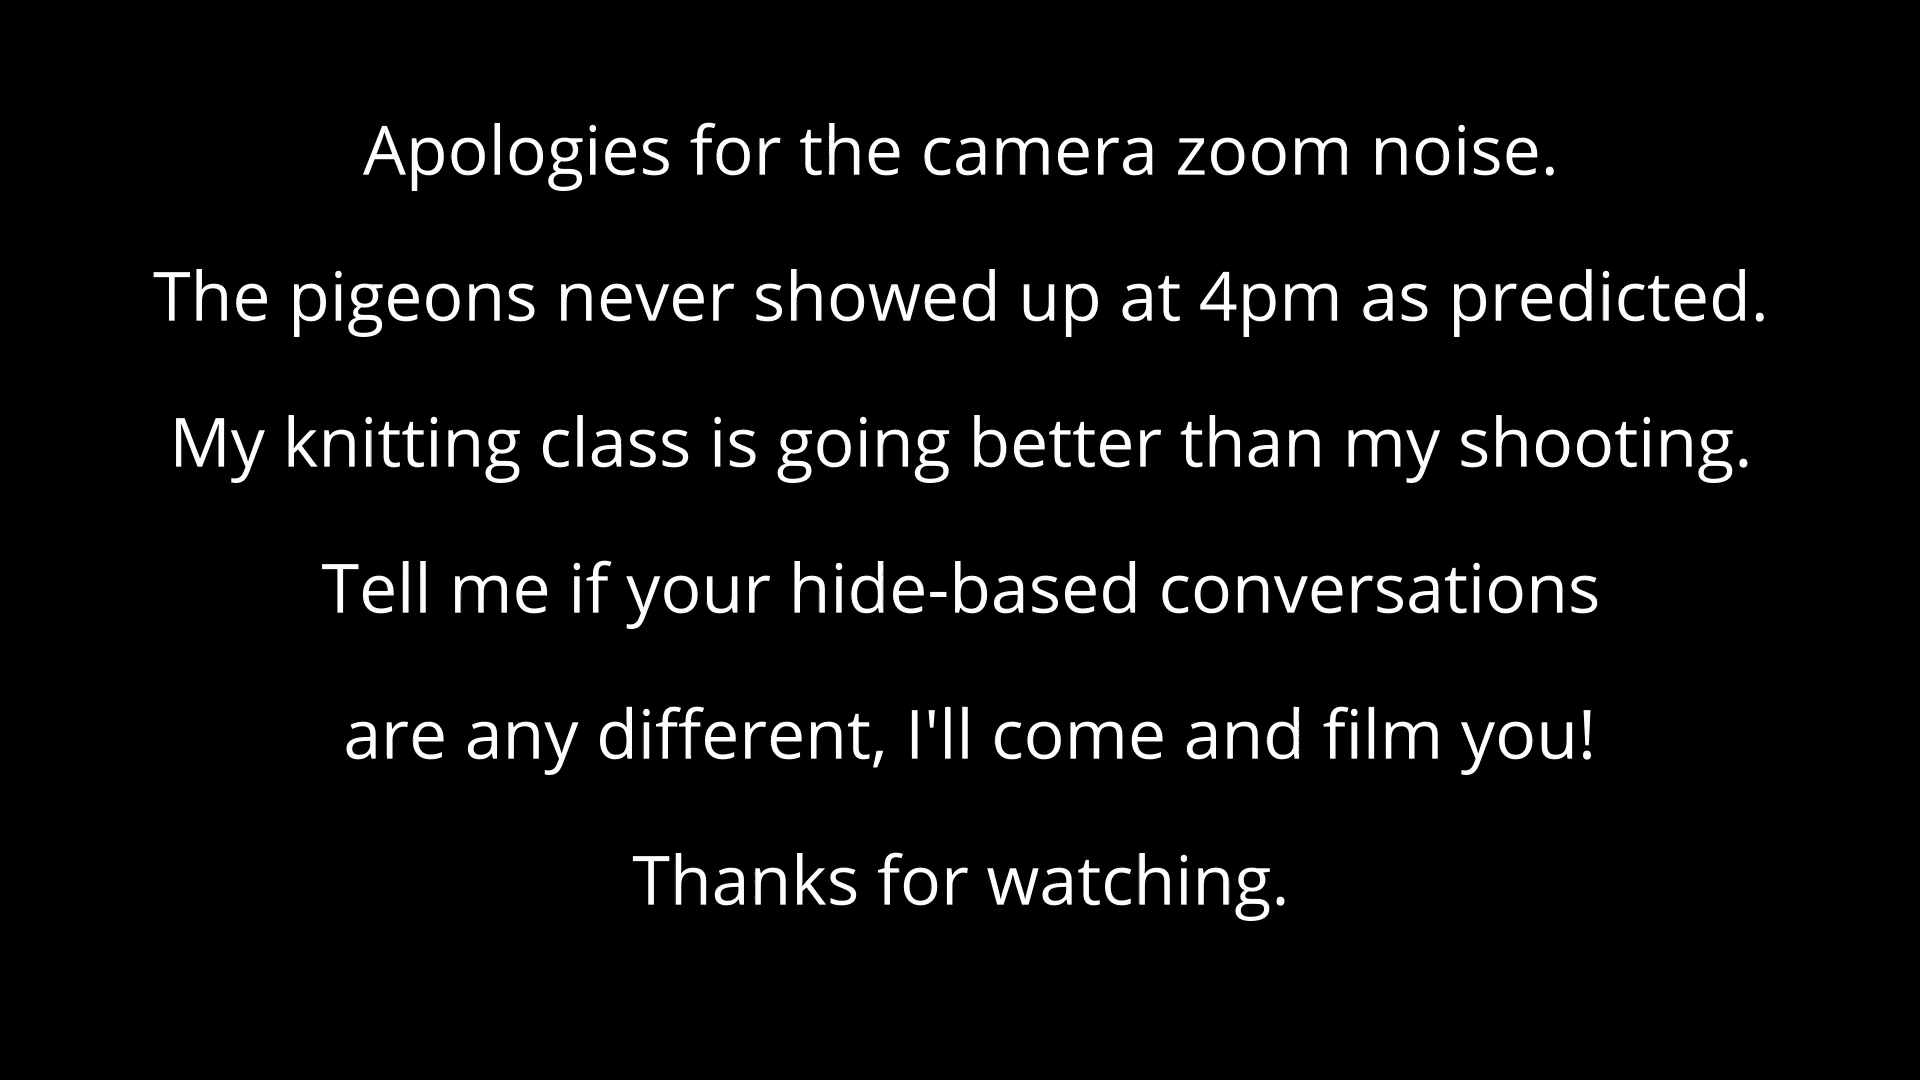 Apologies for the camera zoom noise.
The pigeons never showed up at 4pm as predicted.
My knitting class is going better than my shooting.
Tell me if your hide-based conversations
are any different, I'll come and film you!
Thanks for watching.